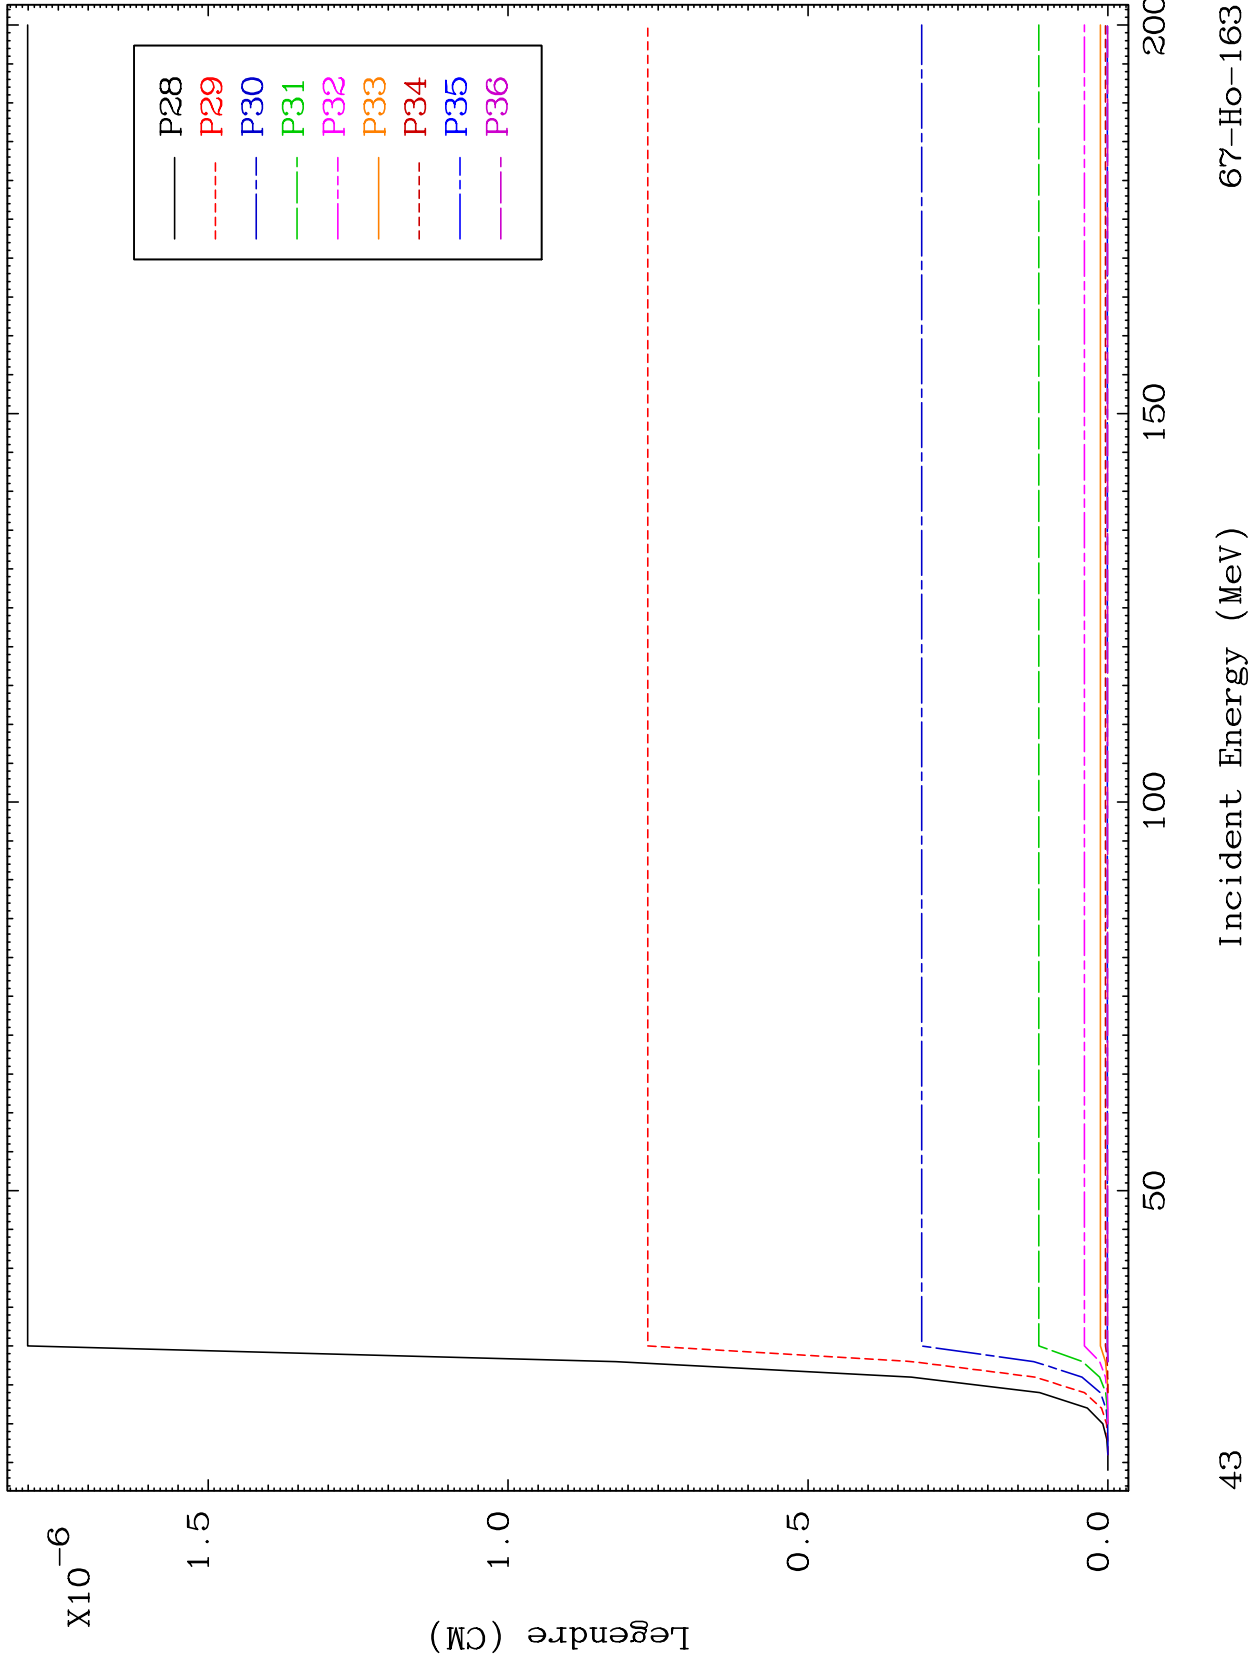 X10-6
1.5
1.0
0.5
0.0
Legendre (CM)
P28
P29
P30
P31
P32
P33
P34
P35
P36
50
100
150
200
Incident Energy (MeV)
43
67-Ho-163